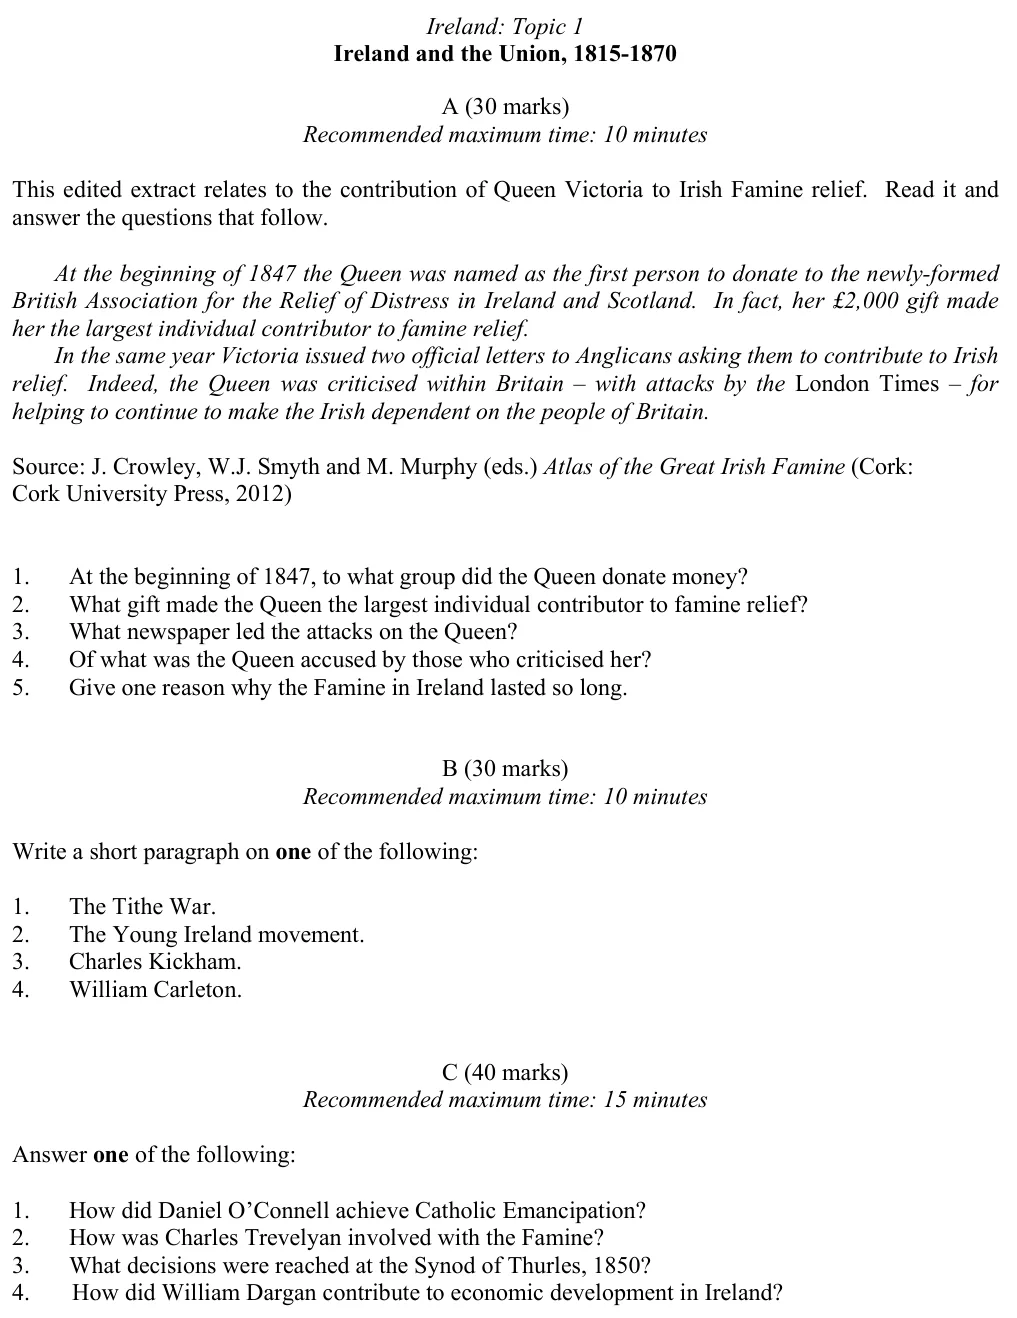 Ireland: Topic 1
Ireland and the Union, 1815-1870
A (30 marks)
Recommended maximum time: 10 minutes
This edited extract relates to the contribution of Queen Victoria to Irish Famine relief.  Read it and
answer the questions that follow.
At the beginning of 1847 the Queen was named as the first person to donate to the newly-formed
British Association for the Relief of Distress in Ireland and Scotland.  In fact, her £2,000 gift made
her the largest individual contributor to famine relief.
In the same year Victoria issued two official letters to Anglicans asking them to contribute to Irish
relief.  Indeed, the Queen was criticised within Britain – with attacks by the London Times – for
helping to continue to make the Irish dependent on the people of Britain.
Source: J. Crowley, W.J. Smyth and M. Murphy (eds.) Atlas of the Great Irish Famine (Cork:
Cork University Press, 2012)
1. At the beginning of 1847, to what group did the Queen donate money?
2. What gift made the Queen the largest individual contributor to famine relief?
3. What newspaper led the attacks on the Queen?
4. Of what was the Queen accused by those who criticised her?
5. Give one reason why the Famine in Ireland lasted so long.
B (30 marks)
Recommended maximum time: 10 minutes
Write a short paragraph on one of the following:
1. The Tithe War.
2. The Young Ireland movement.
3. Charles Kickham.
4. William Carleton.
C (40 marks)
Recommended maximum time: 15 minutes
Answer one of the following:
1. How did Daniel O’Connell achieve Catholic Emancipation?
2. How was Charles Trevelyan involved with the Famine?
3. What decisions were reached at the Synod of Thurles, 1850?
4. How did William Dargan contribute to economic development in Ireland?